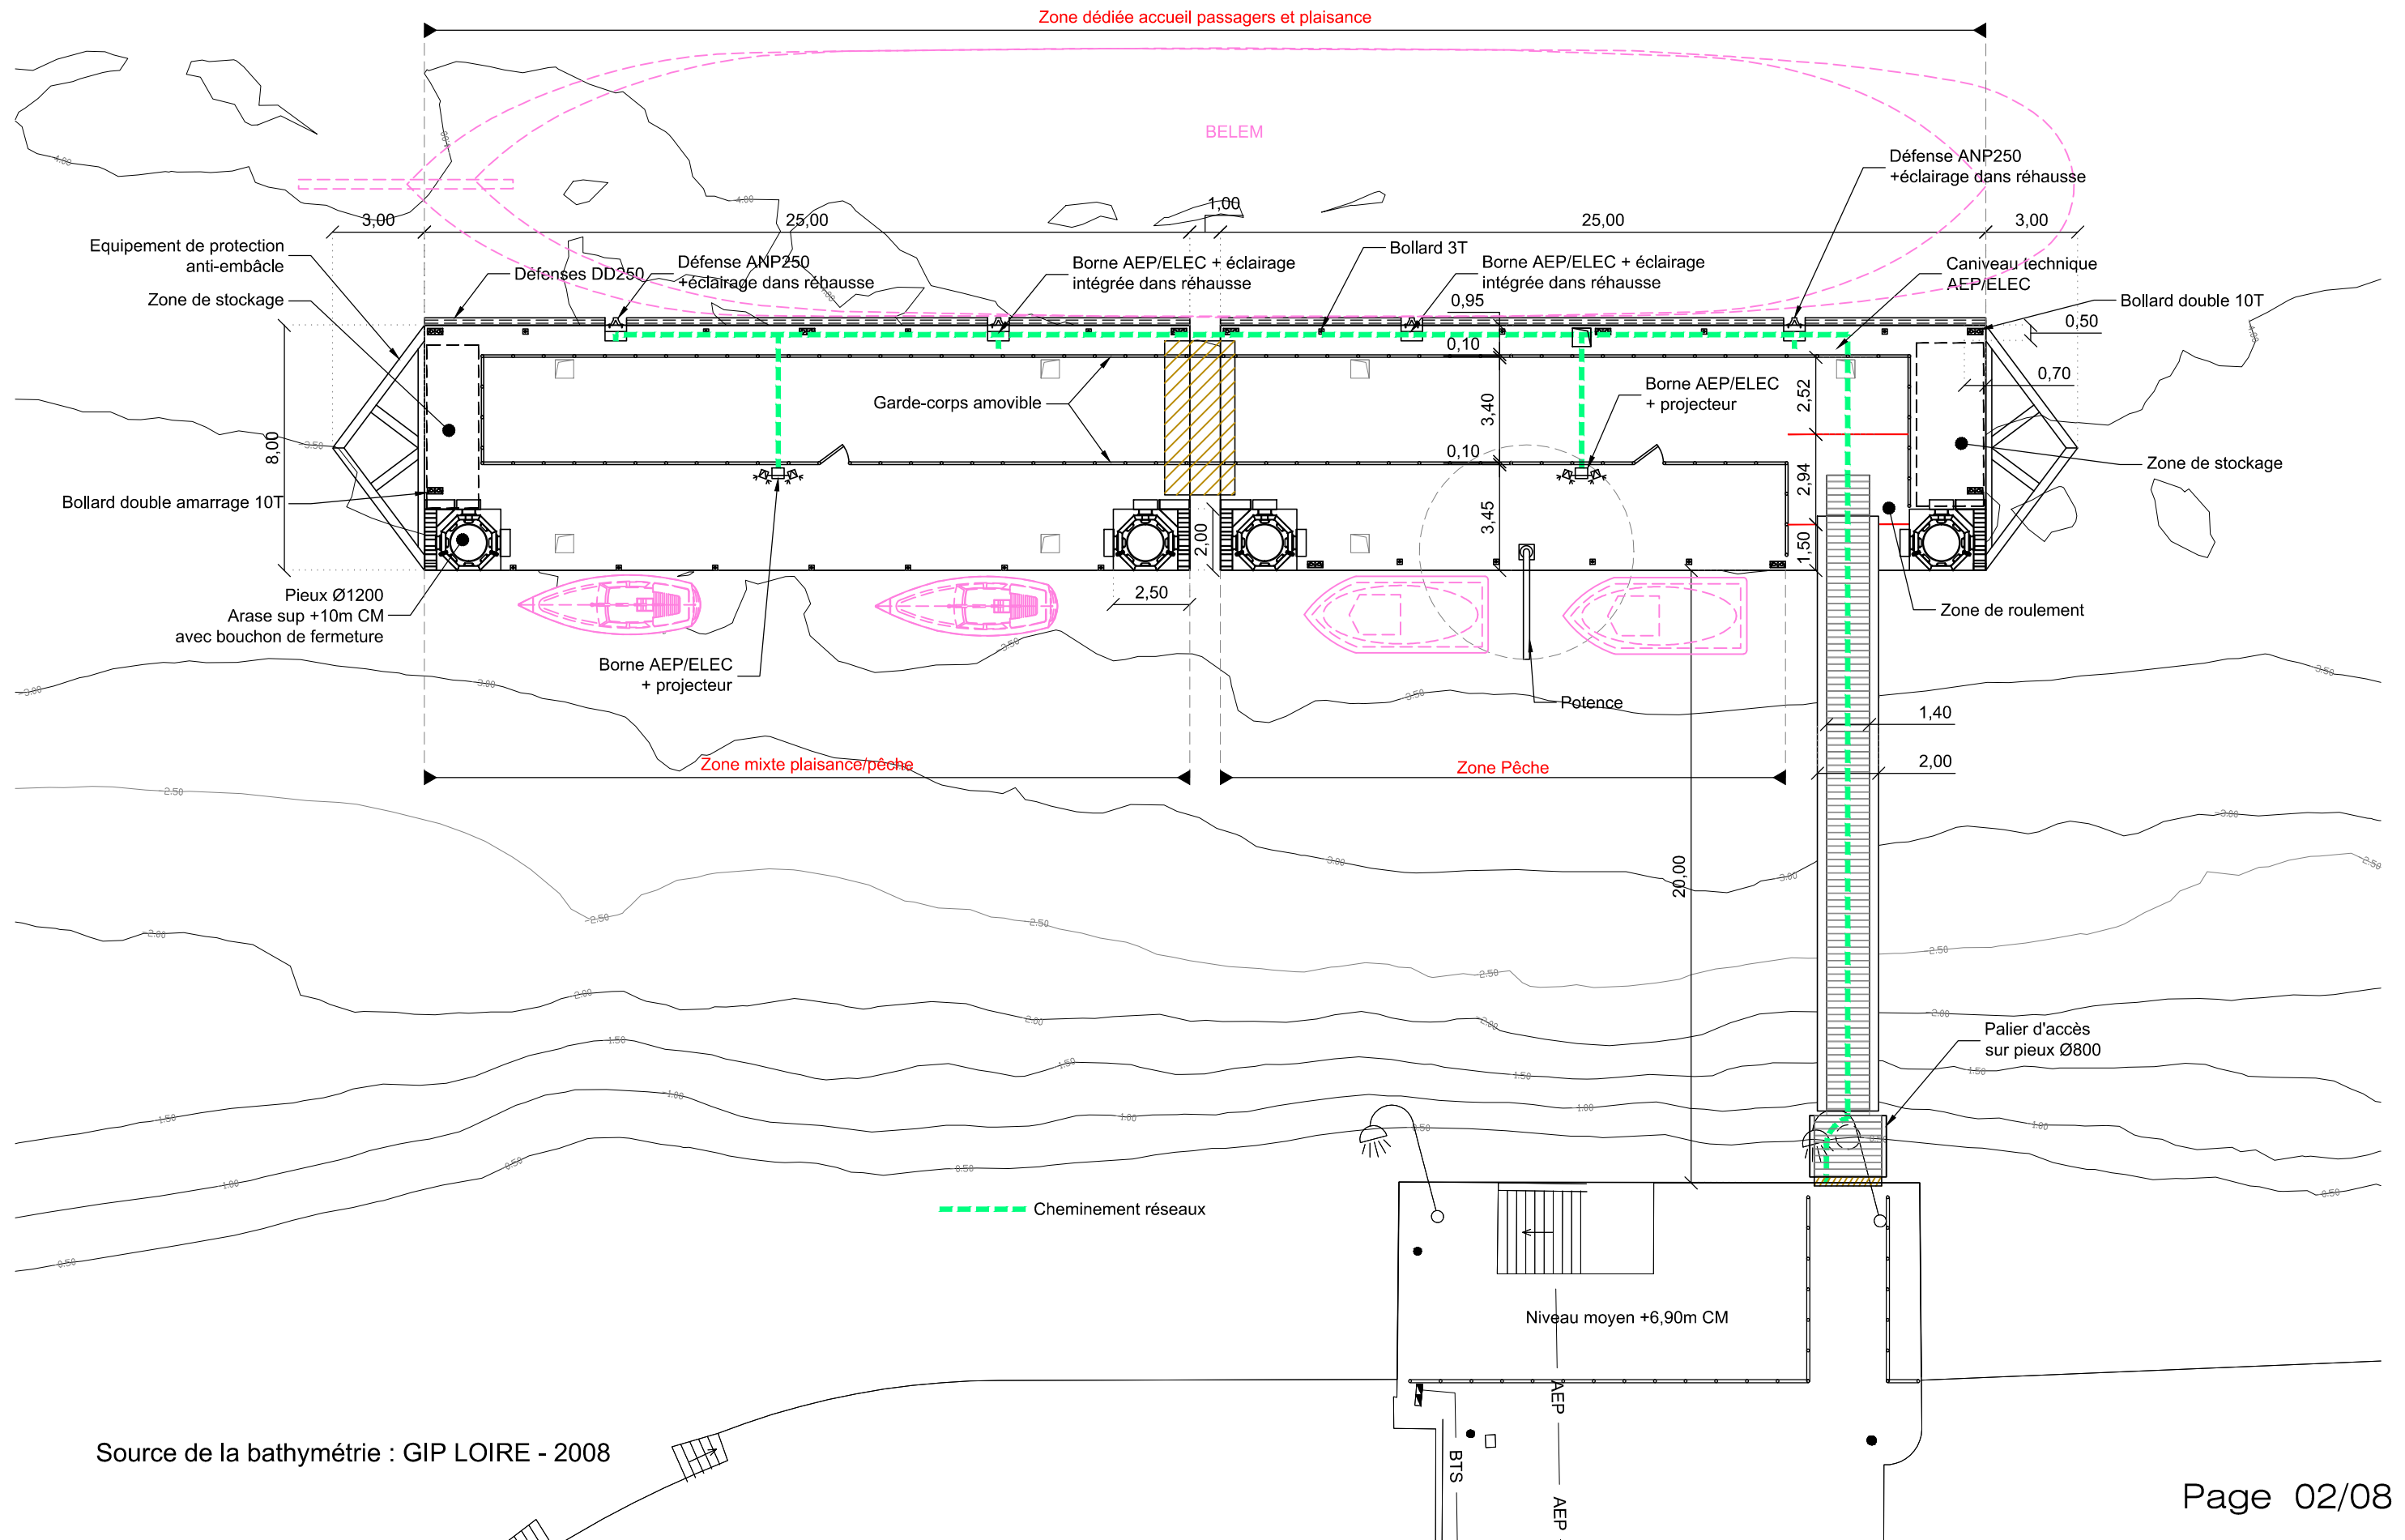 Zone dédiée accueil passagers et plaisance
BELEM
Défense ANP250
+éclairage dans réhausse
3,00
25,00
1,00
25,00
3,00
Equipement de protection
anti-embâcle
Zone de stockage
Défenses DD250
Défense ANP250
+éclairage dans réhausse
Borne AEP/ELEC + éclairage
intégrée dans réhausse
Bollard 3T
Borne AEP/ELEC + éclairage
intégrée dans réhausse
Caniveau technique
AEP/ELEC
Bollard double 10T
0,95
0,50
0,10
0,70
8,00
Garde-corps amovible
3,40
Borne AEP/ELEC
+ projecteur
2,52
0,10
2,94
Zone de stockage
Bollard double amarrage 10T
3,45
2,00
1,50
2,50
Pieux Ø1200
Arase sup +10m CM
avec bouchon de fermeture
Zone de roulement
Borne AEP/ELEC
+ projecteur
Potence
1,40
2,00
Zone mixte plaisance/pêche
Zone Pêche
20,00
Palier d'accès
sur pieux Ø800
Cheminement réseaux
Niveau moyen +6,90m CM
AEP
BTS
AEP
Source de la bathymétrie : GIP LOIRE - 2008
Page 02/08